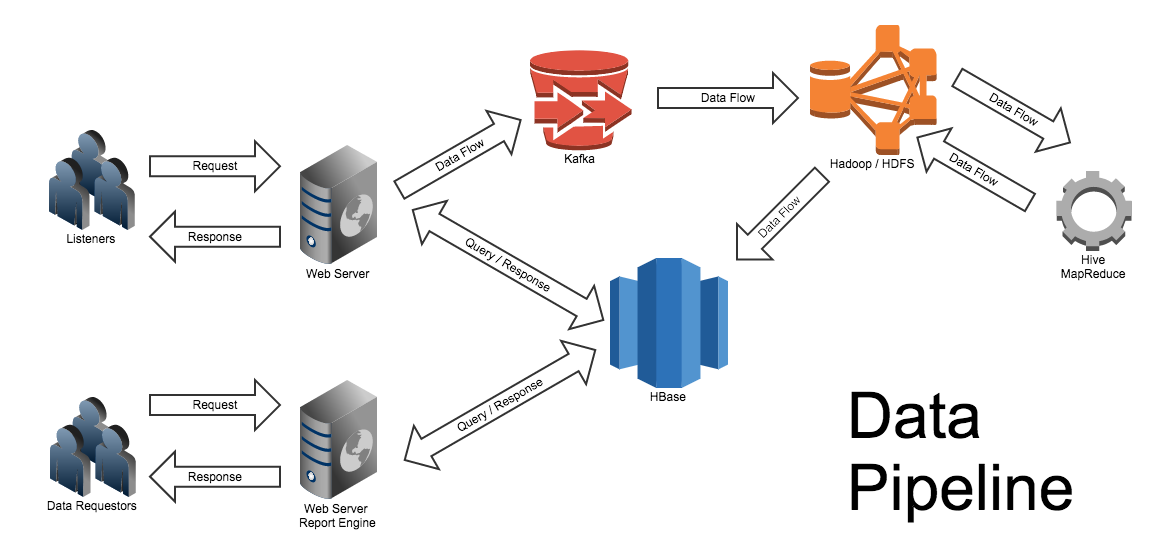 Data Flow
Kafka
Data Flow
Hadoop / HDFS
Data Flow
Data Flow
Hive
MapReduce
Request
Response
Listeners
Web Server
Query / Response
Data Flow
HBase
Request
Response
Data Requestors
Web Server
Report Engine
Query / Response
Data
Pipeline